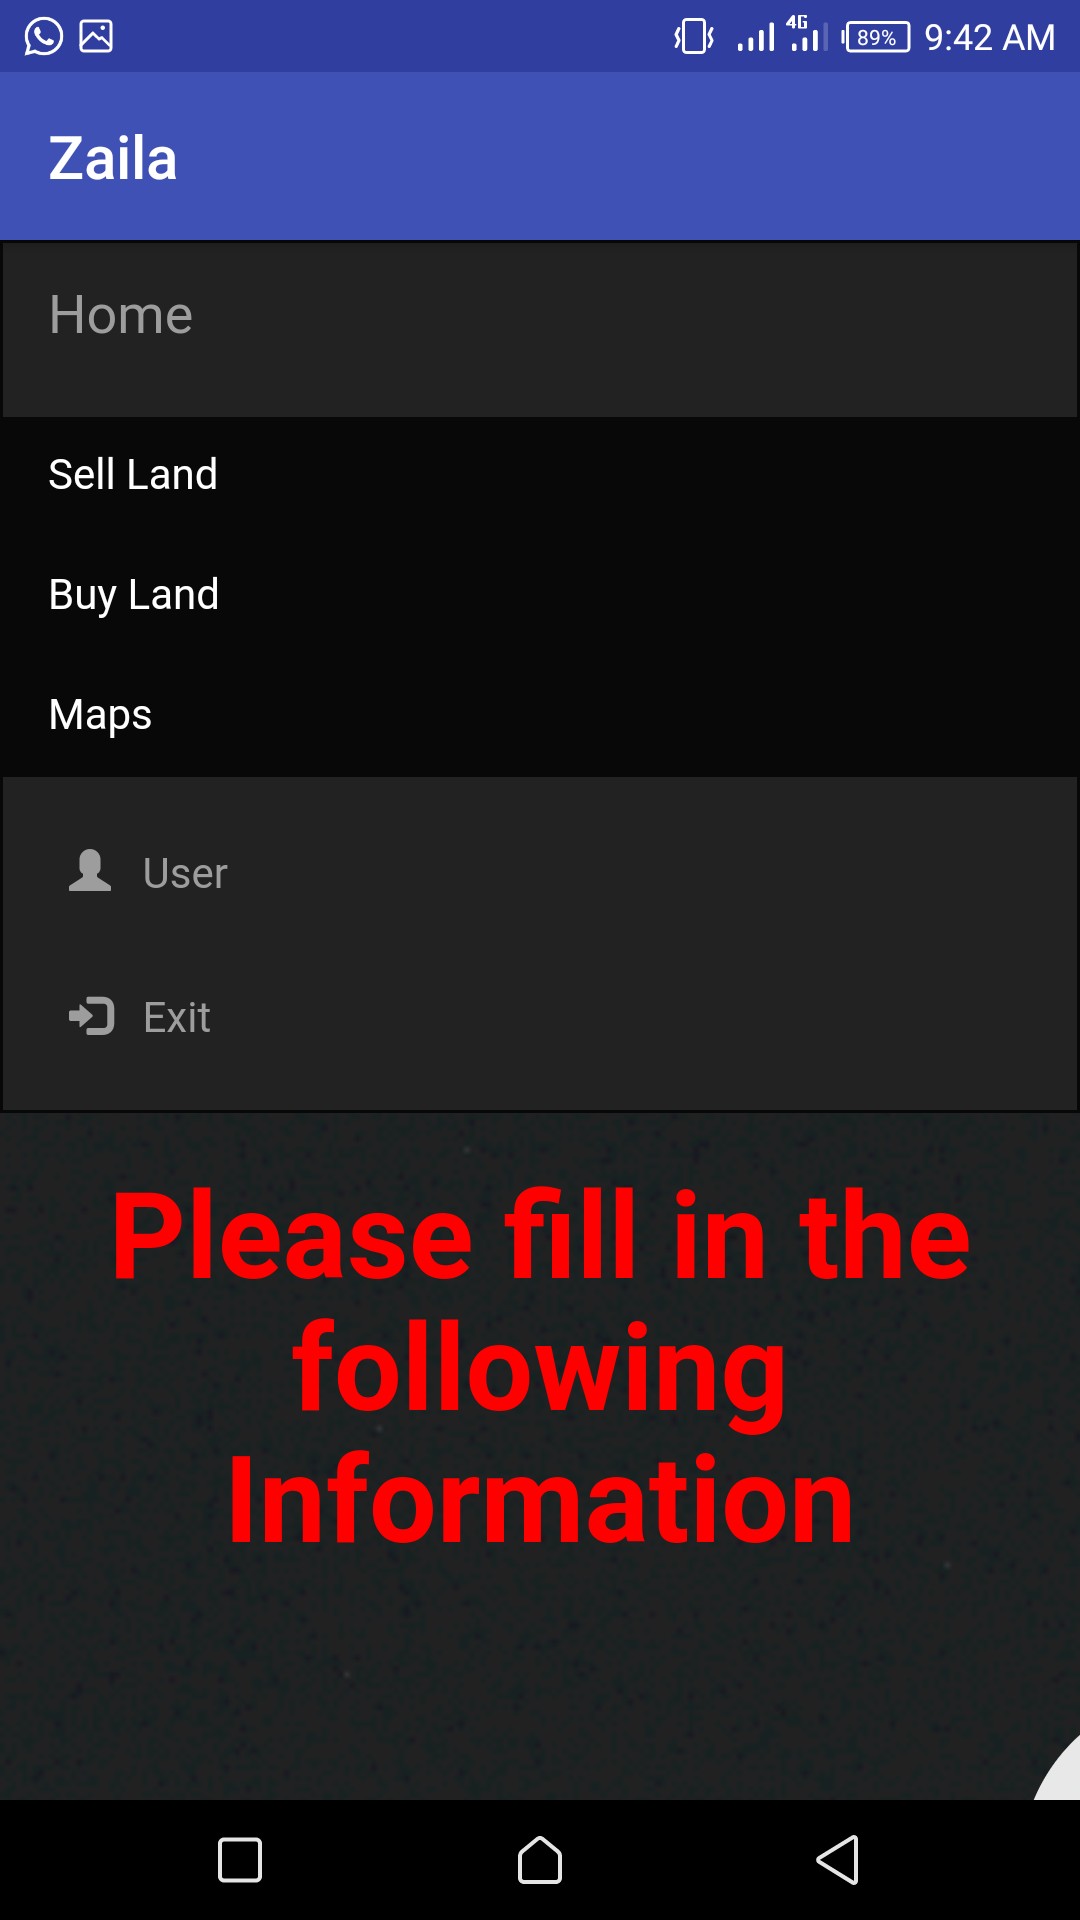 4G 89% 9:42 AM
Zaila
Home
Sell Land
Buy Land
Maps
User
Exit
Please fill in the
following
Information